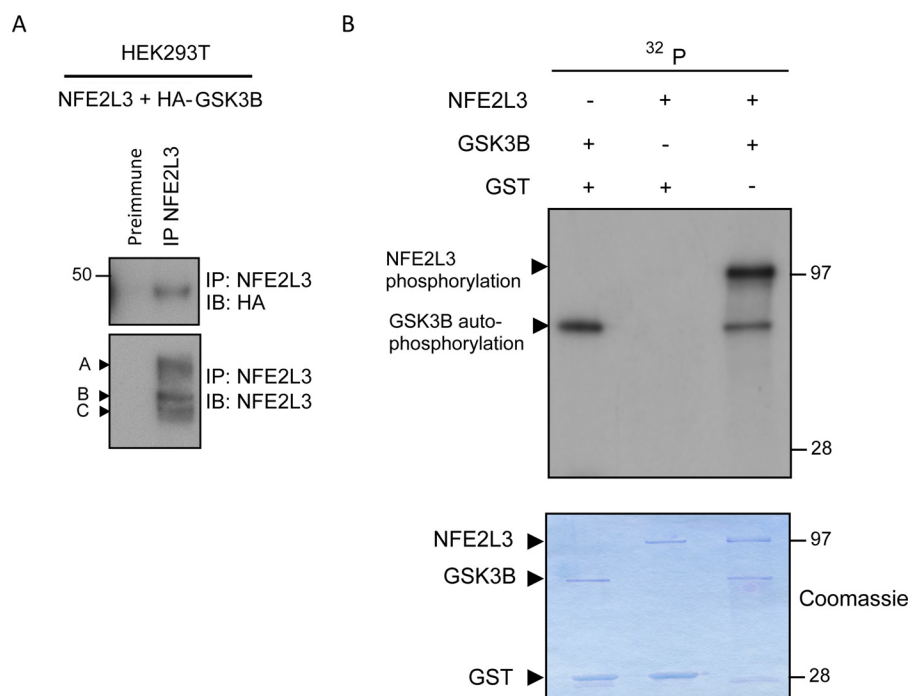 A
HEK293T
NFE2L3 + HA-GSK3B
Preimmune
IP NFE2L3
50
IP: NFE2L3
IB: HA
A
B
C
IP: NFE2L3
IB: NFE2L3
B
32 P
NFE2L3 - + +
GSK3B + - +
GST + + -
NFE2L3
phosphorylation
GSK3B auto-
phosphorylation
97
28
NFE2L3
GSK3B
GST
97
Coomassie
28